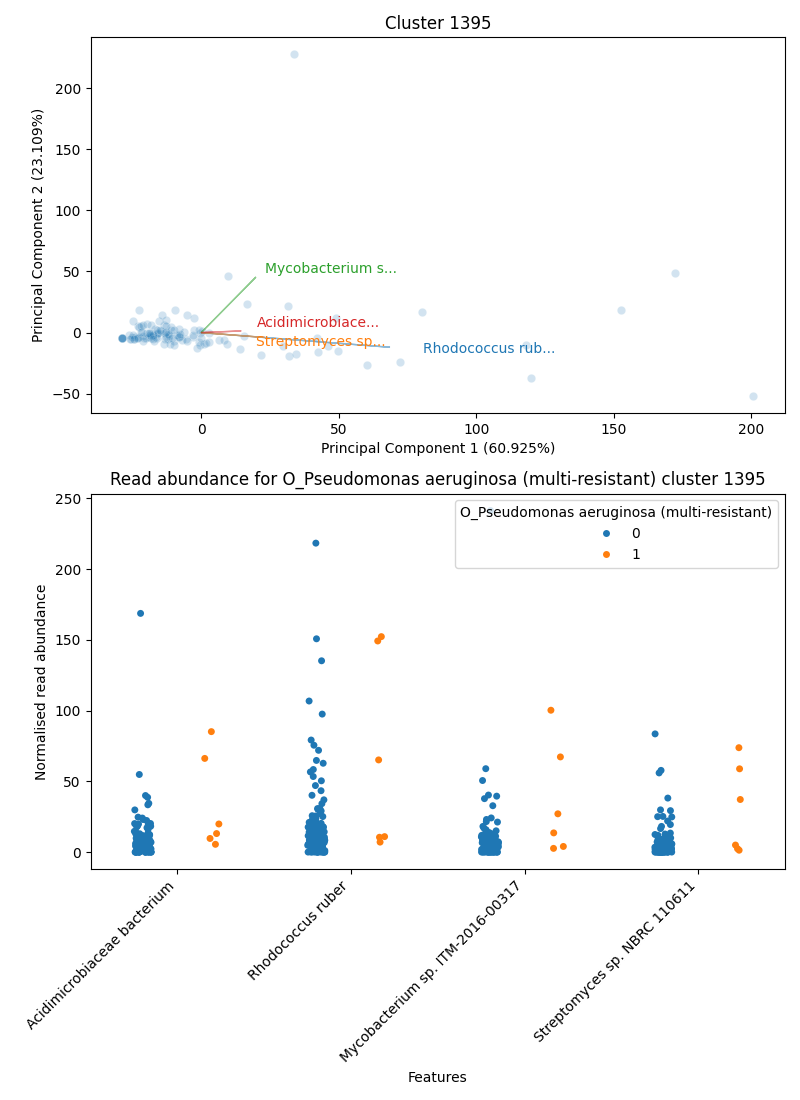 Cluster 1395
200
150
100
50
0
−50
Principal Component 2 (23.109%)
Mycobacterium s...
Acidimicrobiace...
Streptomyces sp...
Rhodococcus rub...
0
50
100
150
200
Principal Component 1 (60.925%)
Read abundance for O_Pseudomonas aeruginosa (multi-resistant) cluster 1395
250
200
150
100
50
0
Normalised read abundance
O_Pseudomonas aeruginosa (multi-resistant)
0
1
Acidimicrobiaceae bacterium
Rhodococcus ruber
Mycobacterium sp. ITM-2016-00317
Streptomyces sp. NBRC 110611
Features